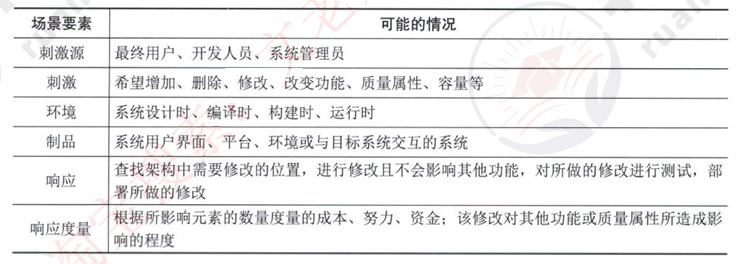 场景要素 可能的情况
刺激源 最终用户、开发人员、系统管理员
刺激 希望增加、删除、修改、改变功能、质量属性、容量等
环境 系统设计时、编译时、构建时、运行时
制品 系统用户界面、平台、环境或与目标系统交互的系统
响应 查找架构中需要修改的位置，进行修改且不会影响其他功能，对所做的修改进行测试，部
署所做的修改
响应度量 根据所影响元素的数量度量的成本、努力、资金；该修改对其他功能或质量属性所造成影
响的程度